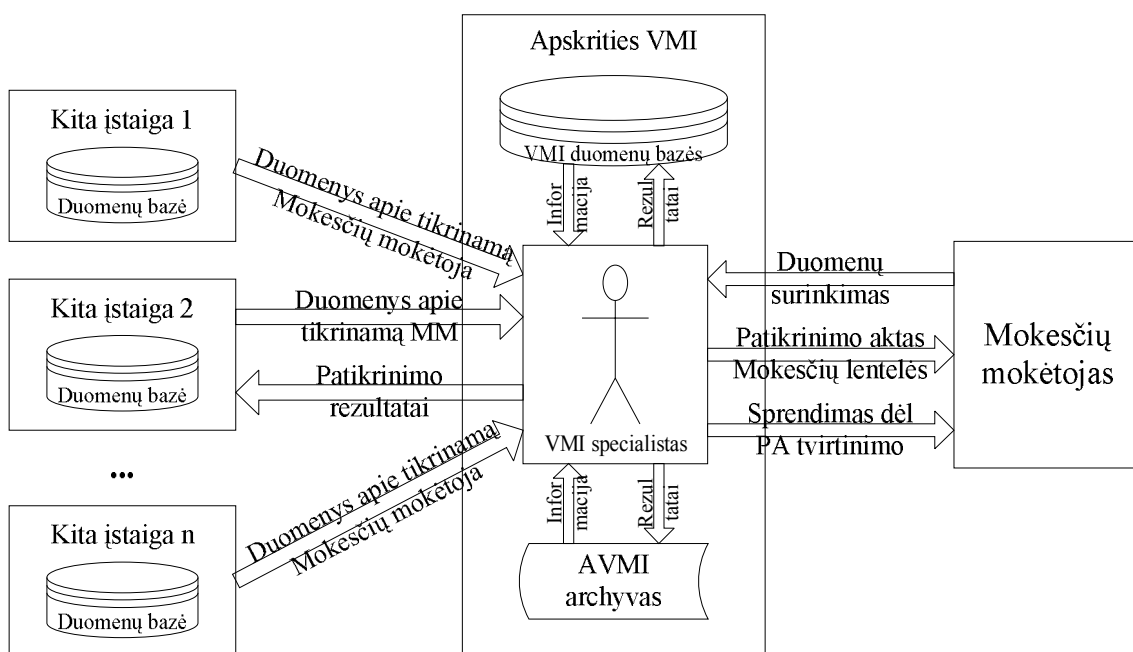 Apskrities VMI
VMI duomenų bazės
Infor
macija
Rezul
tatai
Kita įstaiga 1
Duomenų bazė
Duomenys apie tikrinamą
Mokesčių mokėtoja
Kita įstaiga 2
Duomenų bazė
Duomenys apie
tikrinamą MM
Patikrinimo
rezultatai
...
Kita įstaiga n
Duomenų bazė
Duomenys apie tikrinamą
Mokesčių mokėtoja
VMI specialistas
Duomenų
surinkimas
Patikrinimo aktas
Mokesčių lentelės
Sprendimas dėl
PA tvirtinimo
Mokesčių
mokėtojas
Infor
macija
Rezul
tatai
AVMI
archyvas